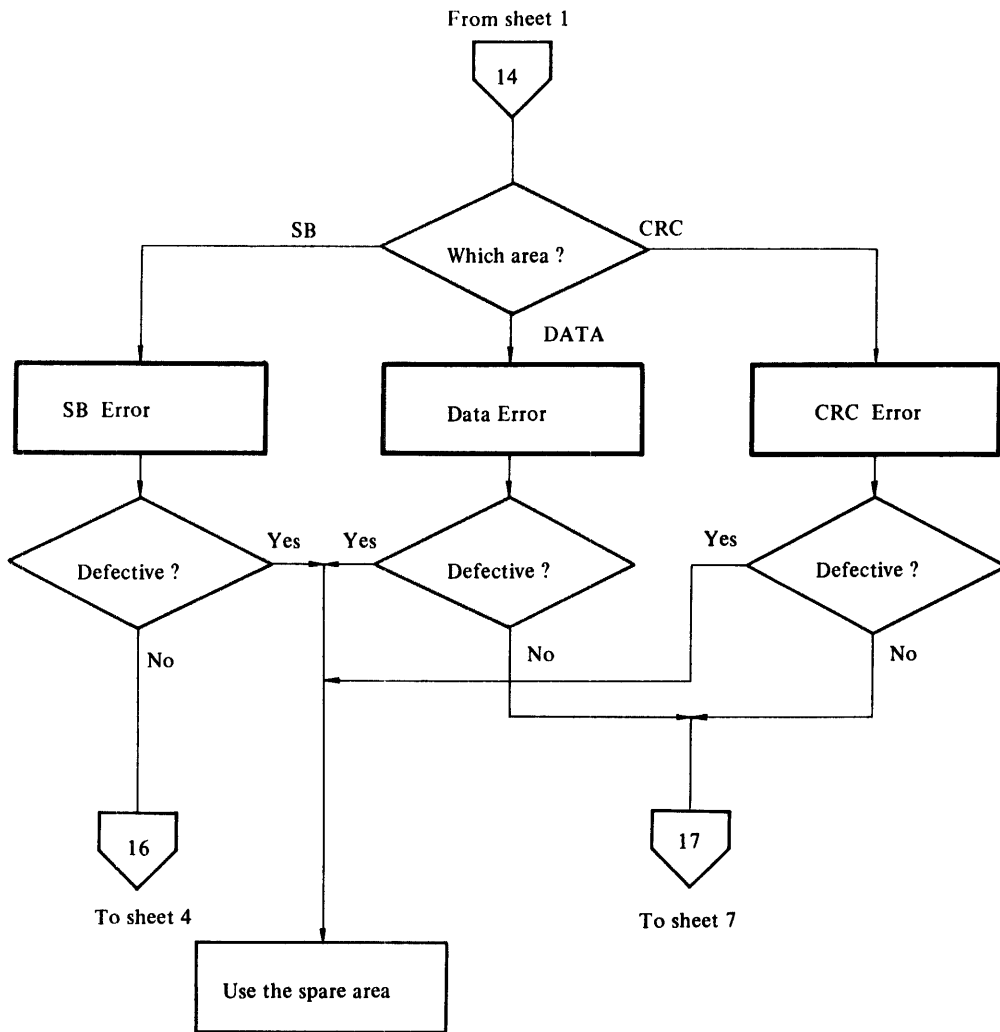 From sheet 1
14
SB
CRC
Which area ?
DATA
SB Error
Data Error
CRC Error
Yes
Yes
Yes
Defective ?
Defective ?
Defective ?
No
No
No
16
17
To sheet 4
To sheet 7
Use the spare area